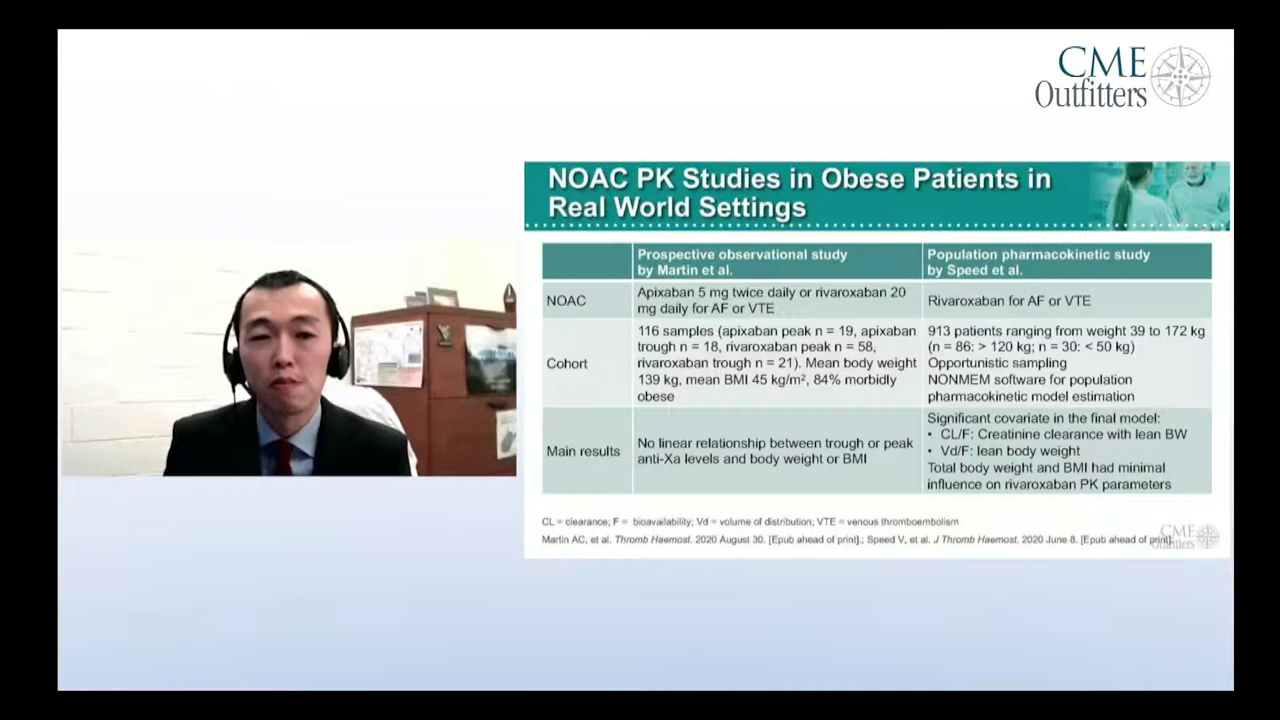 CME
Outfitters
NOAC PK Studies in Obese Patients in
Real World Settings
Prospective observational study
by Martin et al.
Population pharmacokinetic study
by Speed et al.
NOAC
Apixaban 5 mg twice daily or rivaroxaban 20
mg daily for AF or VTE
Rivaroxaban for AF or VTE
Cohort
116 samples (apixaban peak n = 19, apixaban
trough n = 18, rivaroxaban peak n = 58,
rivaroxaban trough n = 21). Mean body weight
139 kg, mean BMI 45 kg/m², 84% morbidly
obese
913 patients ranging from weight 39 to 172 kg
(n = 86: > 120 kg; n = 30: < 50 kg)
Opportunistic sampling
NONMEM software for population
pharmacokinetic model estimation
Main results
No linear relationship between trough or peak
anti-Xa levels and body weight or BMI
Significant covariate in the final model:
• CL/F: Creatinine clearance with lean BW
• Vd/F: lean body weight
Total body weight and BMI had minimal
influence on rivaroxaban PK parameters
CL = clearance; F = bioavailability; Vd = volume of distribution; VTE = venous thromboembolism
Martin AC, et al. Thromb Haemost. 2020 August 30. [Epub ahead of print].; Speed V, et al. J Thromb Haemost. 2020 June 8. [Epub ahead of print].
CME
Outfitters